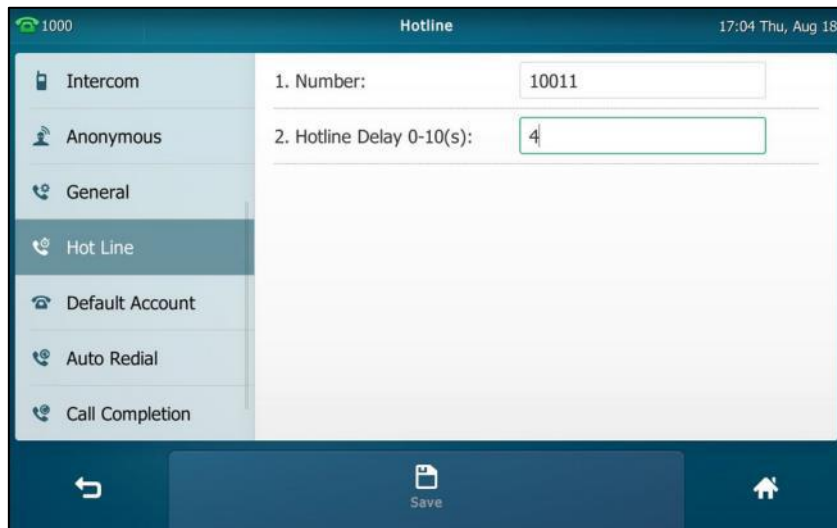 1000 Hotline 17:04 Thu, Aug 18
Intercom
Anonymous
General
Hot Line
Default Account
Auto Redial
Call Completion
1. Number: 10011
2. Hotline Delay 0-10(s): 4
Save